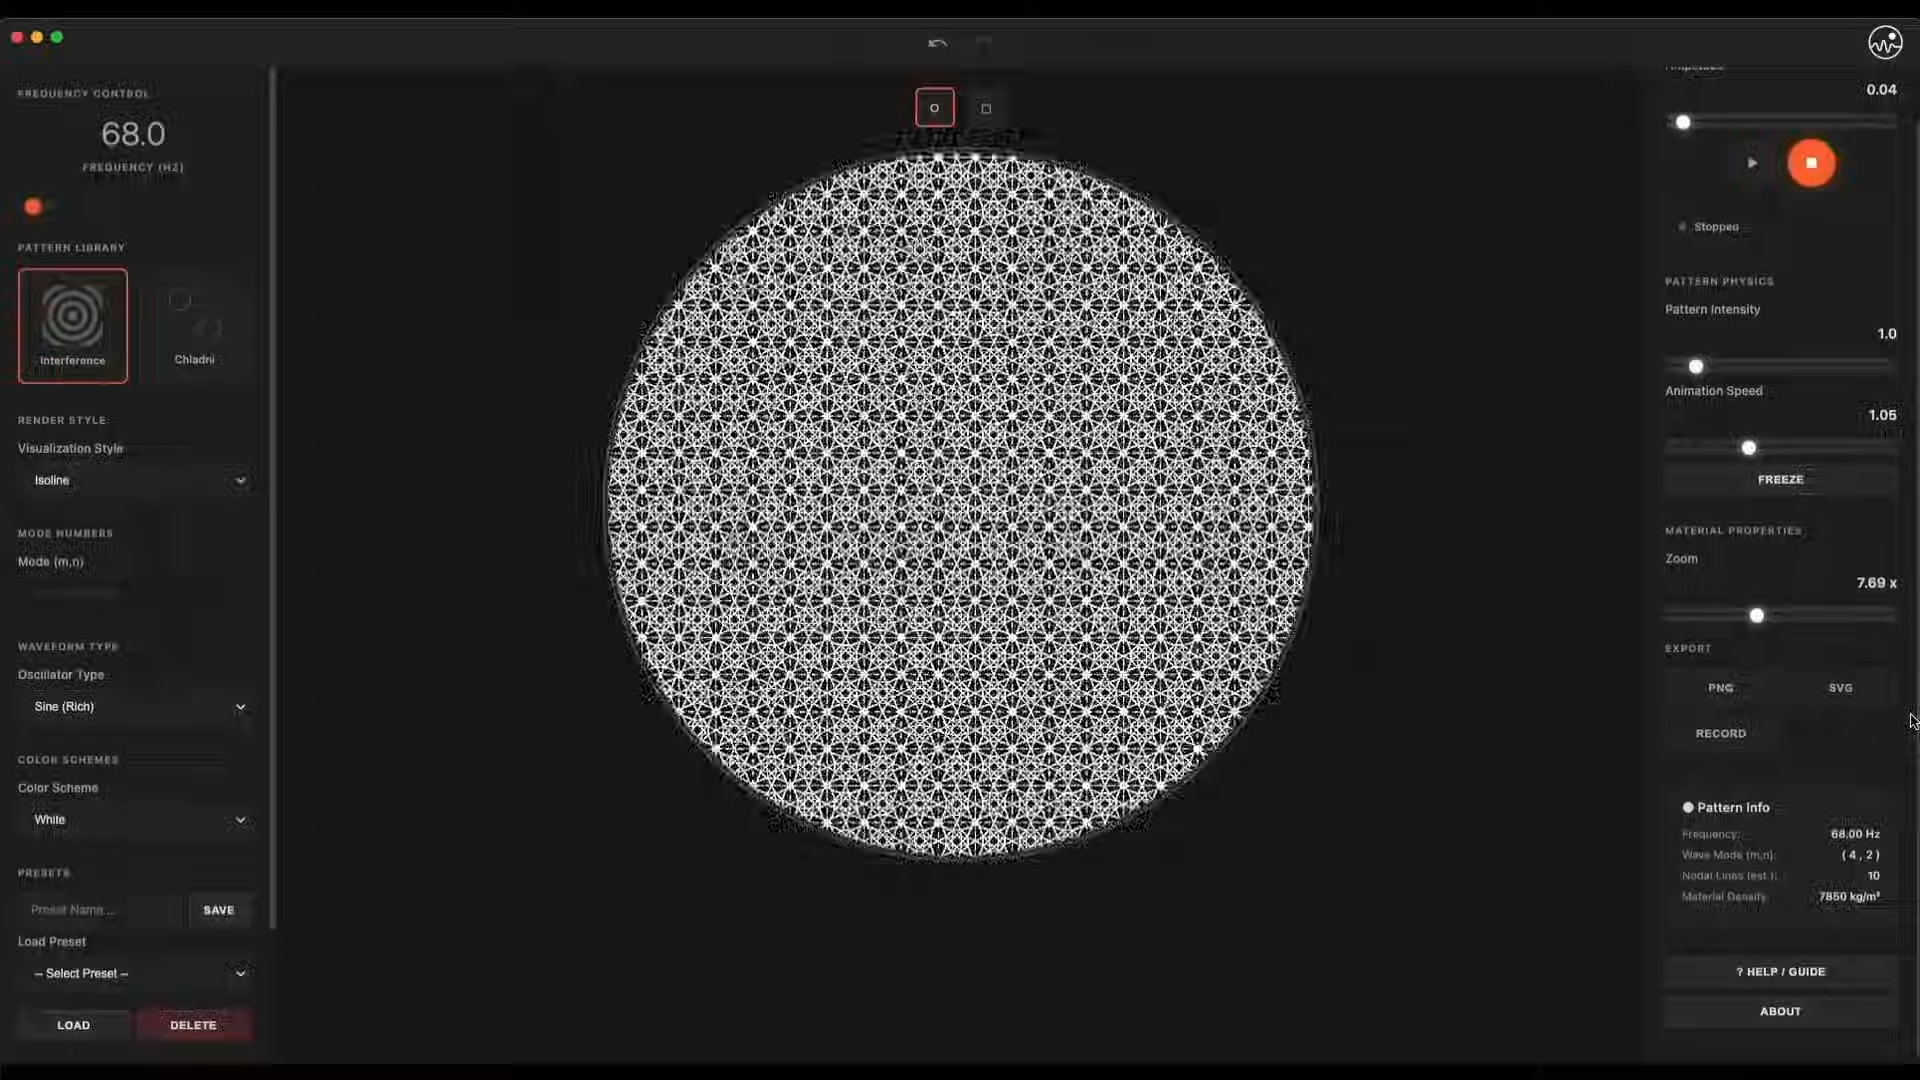 FREQUENCY CONTROL
68.0
FREQUENCY (HZ)
PATTERN LIBRARY
Interference
Chladni
RENDER STYLE
Visualization Style
Isoline
MODE NUMBERS
Mode (m,n)
WAVEFORM TYPE
Oscillator Type
Sine (Rich)
COLOR SCHEMES
Color Scheme
White
PRESETS
Preset Name...
SAVE
Load Preset
-- Select Preset --
LOAD
DELETE
0.04
Stopped
PATTERN PHYSICS
Pattern Intensity
1.0
Animation Speed
1.05
FREEZE
MATERIAL PROPERTIES
Zoom
7.69 x
EXPORT
PNG
SVG
RECORD
Pattern Info
Frequency: 68.00 Hz
Wave Mode (m,n): ( 4 , 2 )
Nodal Lines (est.): 10
Material Density: 7850 kg/m³
? HELP / GUIDE
ABOUT